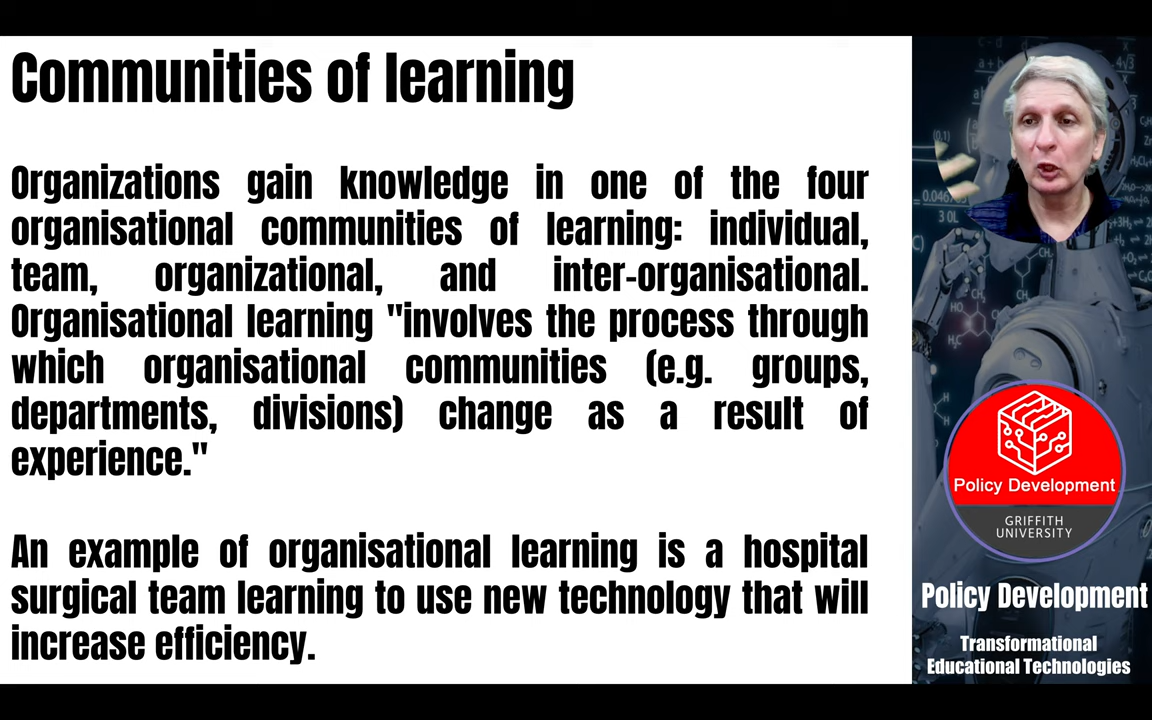 Communities of learning
Organizations gain knowledge in one of the four
organisational communities of learning: individual,
team, organizational, and inter-organisational.
Organisational learning "involves the process through
which organisational communities (e.g. groups,
departments, divisions) change as a result of
experience."
An example of organisational learning is a hospital
surgical team learning to use new technology that will
increase efficiency.
Policy Development
GRIFFITH
UNIVERSITY
Policy Development
Transformational
Educational Technologies